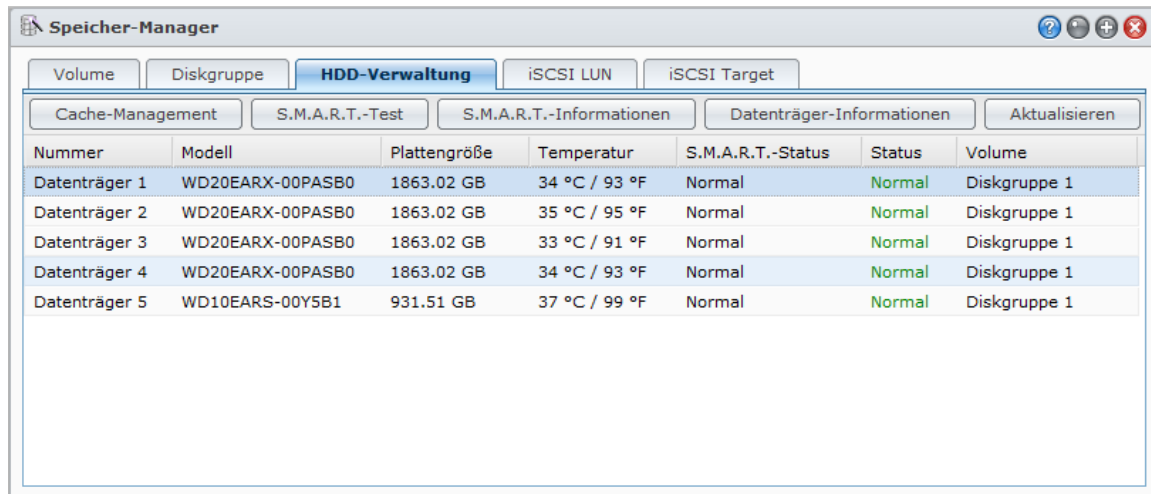 Speicher-Manager
Volume Diskgruppe HDD-Verwaltung iSCSI LUN iSCSI Target
Cache-Management S.M.A.R.T.-Test S.M.A.R.T.-Informationen Datenträger-Informationen Aktualisieren
Nummer Modell Plattengröße Temperatur S.M.A.R.T.-Status Status Volume
Datenträger 1 WD20EARX-00PASB0 1863.02 GB 34 °C / 93 °F Normal Normal Diskgruppe 1
Datenträger 2 WD20EARX-00PASB0 1863.02 GB 35 °C / 95 °F Normal Normal Diskgruppe 1
Datenträger 3 WD20EARX-00PASB0 1863.02 GB 33 °C / 91 °F Normal Normal Diskgruppe 1
Datenträger 4 WD20EARX-00PASB0 1863.02 GB 34 °C / 93 °F Normal Normal Diskgruppe 1
Datenträger 5 WD10EARS-00Y5B1 931.51 GB 37 °C / 99 °F Normal Normal Diskgruppe 1